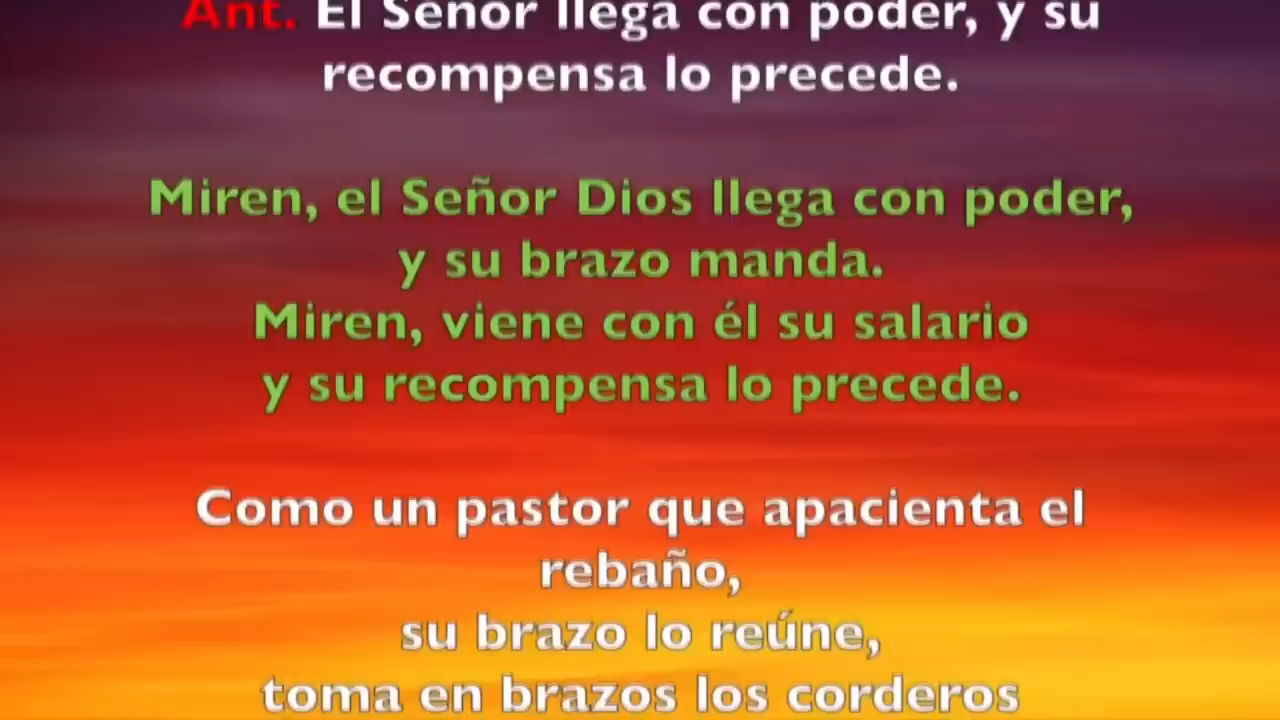 Ant. El Señor llega con poder, y su
recompensa lo precede.
Miren, el Señor Dios llega con poder,
y su brazo manda.
Miren, viene con él su salario
y su recompensa lo precede.
Como un pastor que apacienta el
rebaño,
su brazo lo reúne,
toma en brazos los corderos